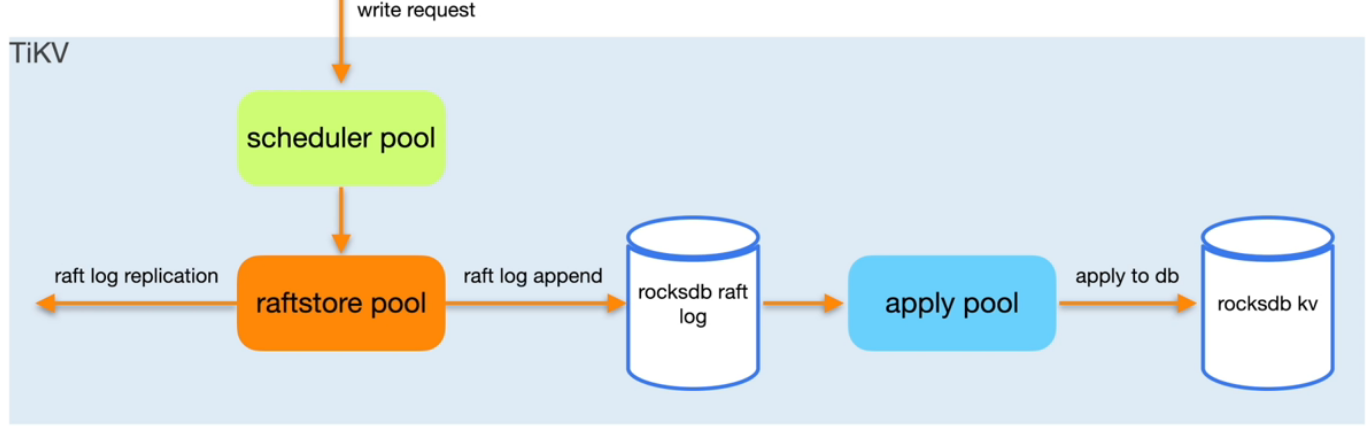 write request
TiKV
scheduler pool
raft log replication
raftstore pool
raft log append
rocksdb raft
log
apply pool
apply to db
rocksdb kv